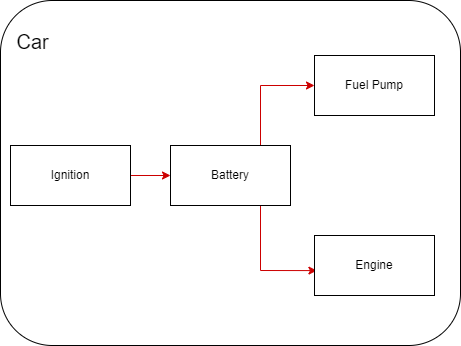 Car
Fuel Pump
Ignition
Battery
Engine